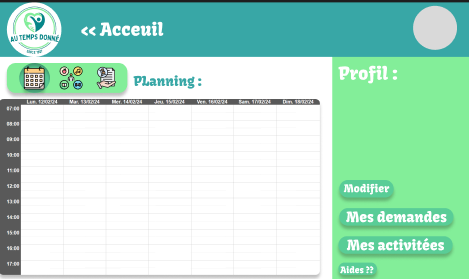 AU TEMPS DONNÉ
<< Acceuil
PLanning :
Profil :
Lun. 12/02/24 Mar. 13/02/24 Mer. 14/02/24 Jeu. 15/02/24 Ven. 16/02/24 Sam. 17/02/24 Dim. 18/02/24
07:00
08:00
09:00
10:00
11:00
12:00
13:00
14:00
15:00
16:00
17:00
Modifier
Mes demandes
Mes activitées
Aides ??